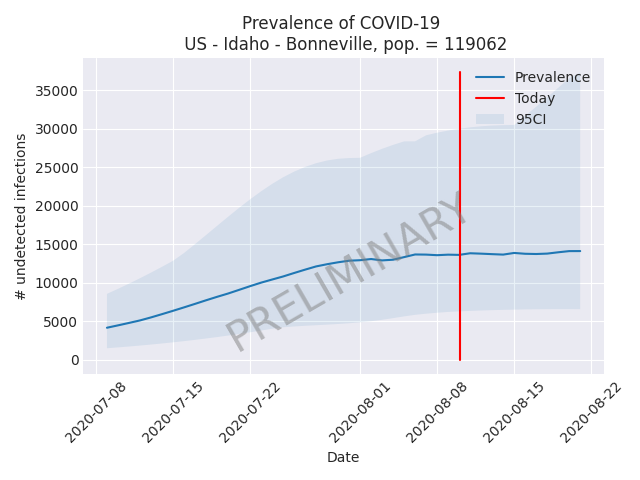 Prevalence of COVID-19
US - Idaho - Bonneville, pop. = 119062
Prevalence
Today
95CI
# undetected infections
35000
30000
25000
20000
15000
10000
5000
0
PRELIMINARY
2020-07-08
2020-07-15
2020-07-22
2020-08-01
2020-08-08
2020-08-15
2020-08-22
Date